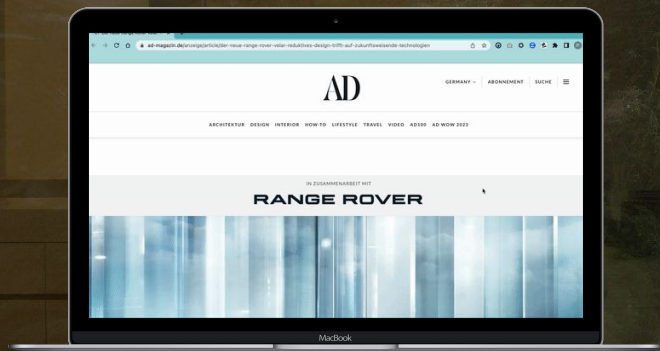 ad-magazin.de/anzeige/article/der-neue-range-rover-velar-reduktives-design-trifft-auf-zukunftsweisende-technologien
AD
GERMANY
ABONNEMENT
SUCHE
ARCHITEKTUR DESIGN INTERIOR HOW-TO LIFESTYLE TRAVEL VIDEO AD100 AD WOW 2023
IN ZUSAMMENARBEIT MIT
RANGE ROVER
MacBook